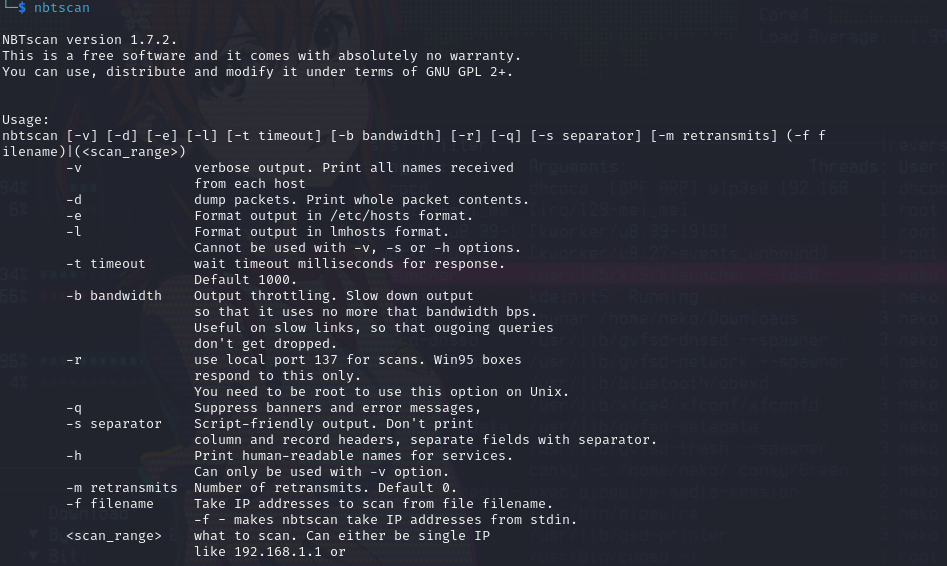 └─$ nbtscan
NBTscan version 1.7.2.
This is a free software and it comes with absolutely no warranty.
You can use, distribute and modify it under terms of GNU GPL 2+.
Usage:
nbtscan [-v] [-d] [-e] [-l] [-t timeout] [-b bandwidth] [-r] [-q] [-s separator] [-m retransmits] (-f f
ilename)|(<scan_range>)
-v verbose output. Print all names received
from each host
-d dump packets. Print whole packet contents.
-e Format output in /etc/hosts format.
-l Format output in lmhosts format.
Cannot be used with -v, -s or -h options.
-t timeout wait timeout milliseconds for response.
Default 1000.
-b bandwidth Output throttling. Slow down output
so that it uses no more that bandwidth bps.
Useful on slow links, so that ougoing queries
don't get dropped.
-r use local port 137 for scans. Win95 boxes
respond to this only.
You need to be root to use this option on Unix.
-q Suppress banners and error messages,
-s separator Script-friendly output. Don't print
column and record headers, separate fields with separator.
-h Print human-readable names for services.
Can only be used with -v option.
-m retransmits Number of retransmits. Default 0.
-f filename Take IP addresses to scan from file filename.
-f - makes nbtscan take IP addresses from stdin.
<scan_range> what to scan. Can either be single IP
like 192.168.1.1 or